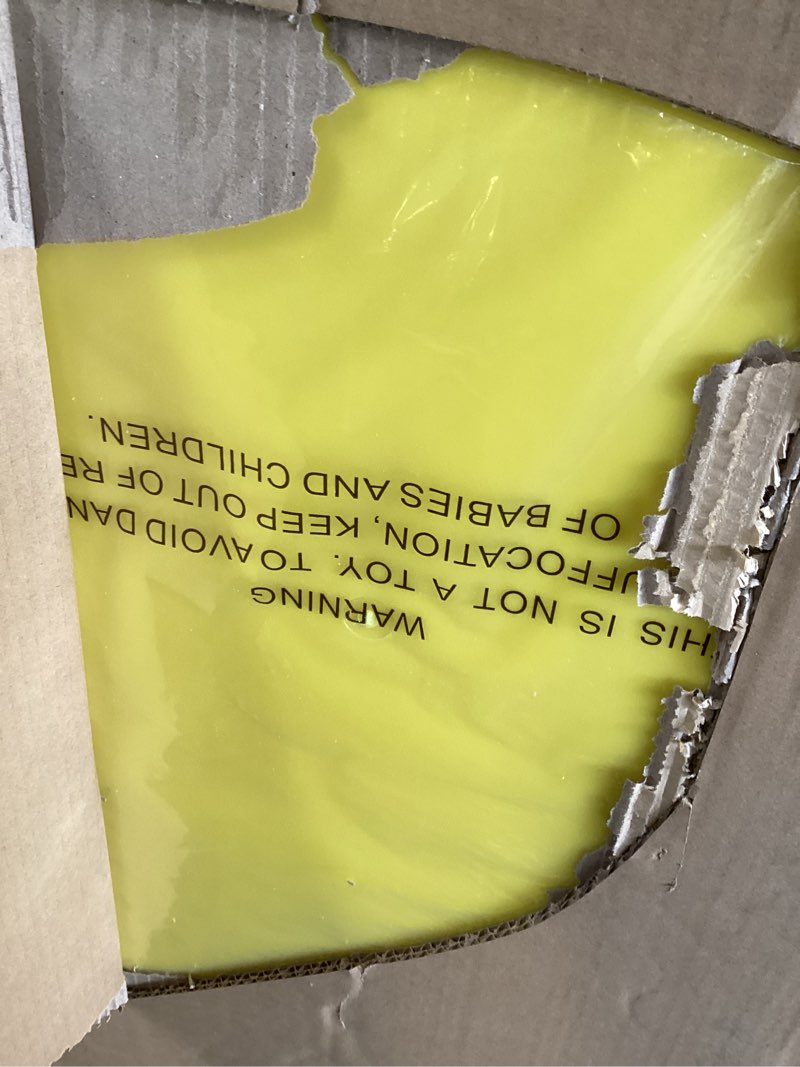 WARNING
HIS IS NOT A TOY. TO AVOID DAN
UFFOCATION, KEEP OUT OF RE
OF BABIES AND CHILDREN.